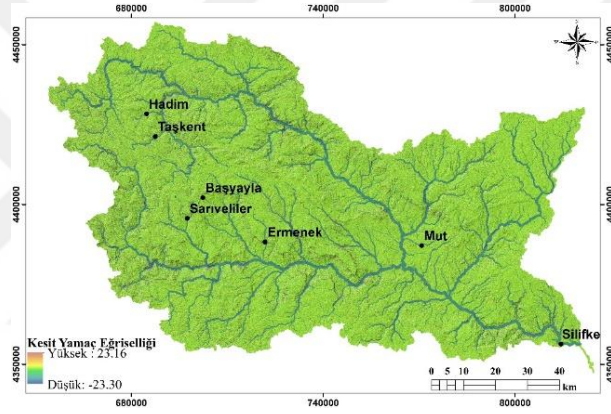 680000 740000 800000
4450000 4450000
Hadim
Taşkent
Başyayla
Sarıveliler
4400000 4400000
Ermenek
Mut
Silifke
Kesit Yamaç Eğriselliği
Yüksek : 23.16
Düşük: -23.30
4350000 4350000
0 5 10 20 30 40
km
680000 740000 800000